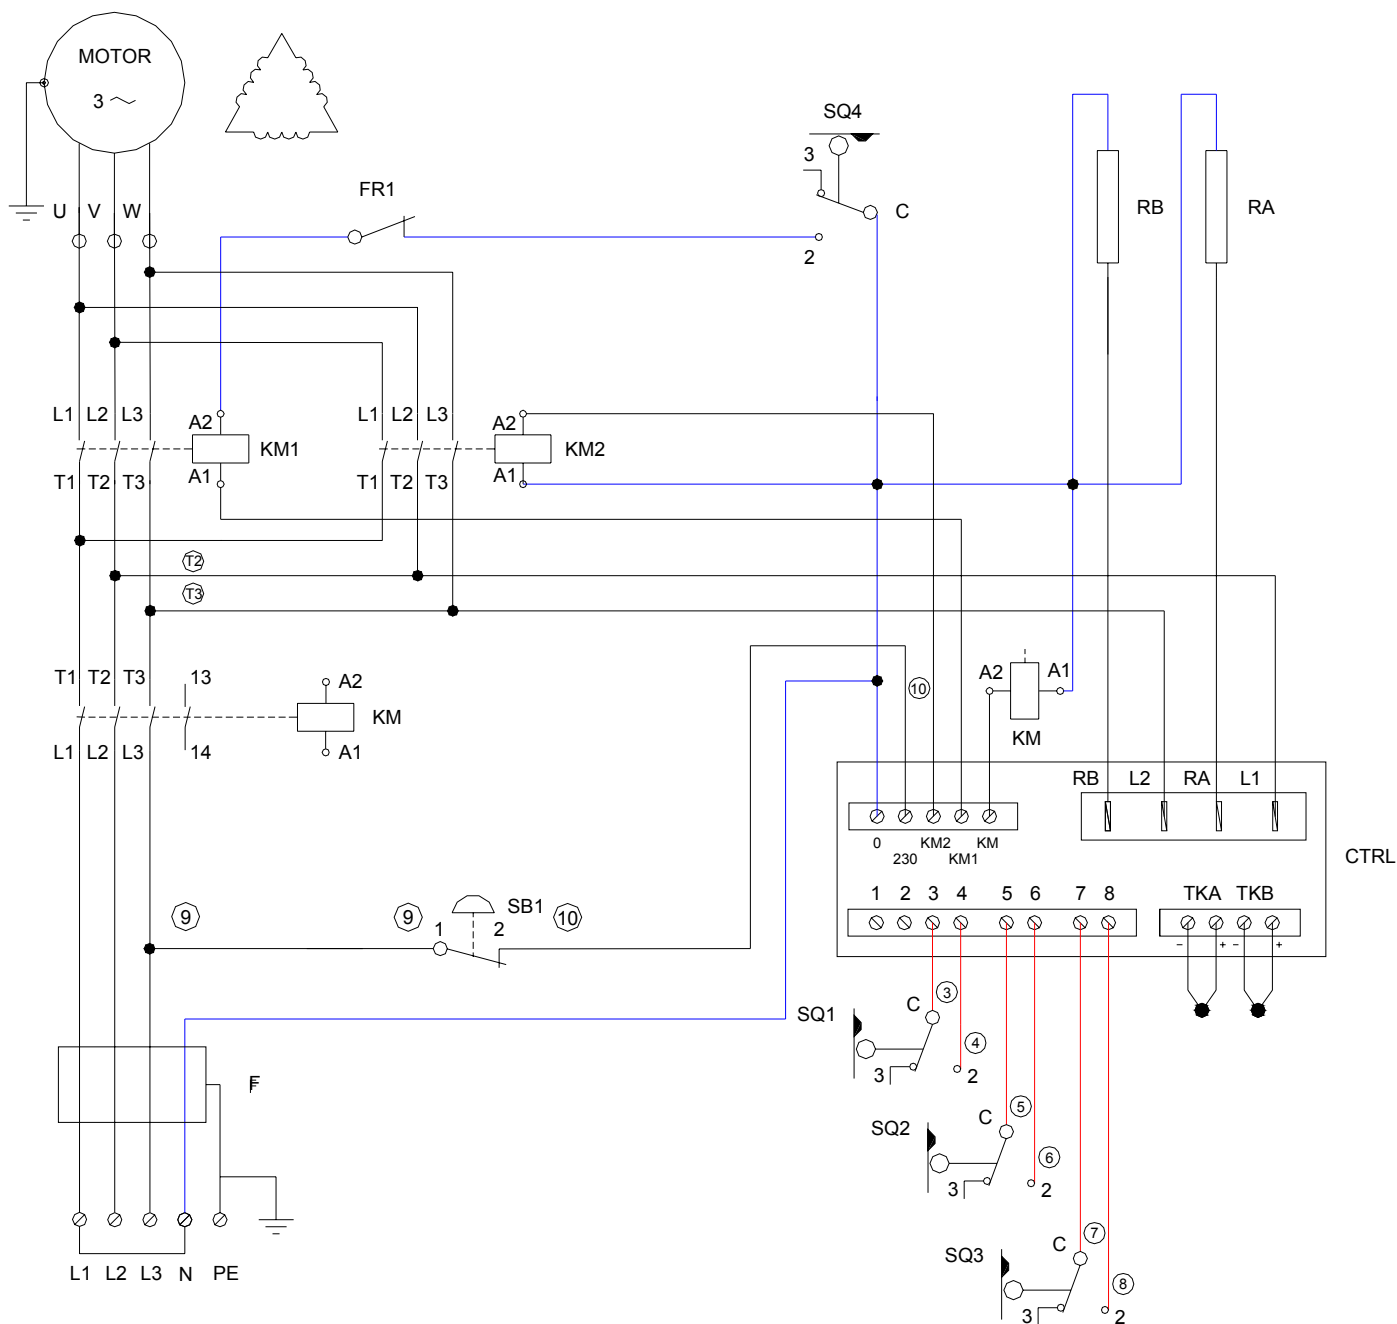 MOTOR
3
SQ4
3
FR1
RB
RA
U V W
C
2
L1 L2 L3
A2
KM1
A1
T1 T2 T3
L1 L2 L3
A2
KM2
A1
T1 T2 T3
T2
T3
T1 T2 T3 13
A2
KM
A1
L1 L2 L3 14
10
A2 A1
KM
RB L2 RA L1
0 KM2 KM
230 KM1
CTRL
1 2 3 4 5 6 7 8
TKA TKB
- + - +
9
9
1
SB1
2
10
SQ1
C
3
4
3
2
F
SQ2
C
5
6
3
2
SQ3
C
7
8
3
2
L1 L2 L3 N PE